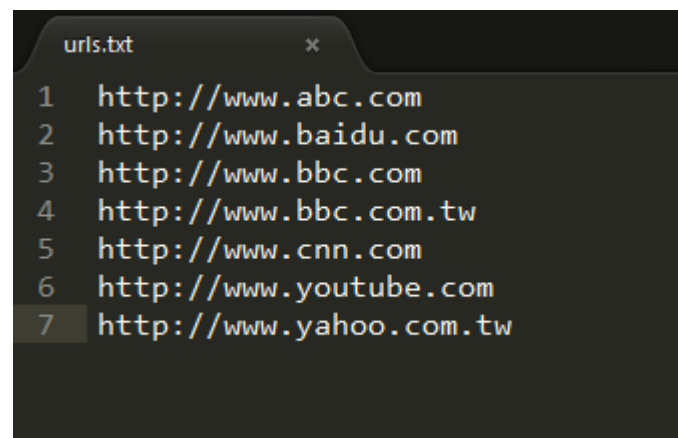 urls.txt ×
1 http://www.abc.com
2 http://www.baidu.com
3 http://www.bbc.com
4 http://www.bbc.com.tw
5 http://www.cnn.com
6 http://www.youtube.com
7 http://www.yahoo.com.tw